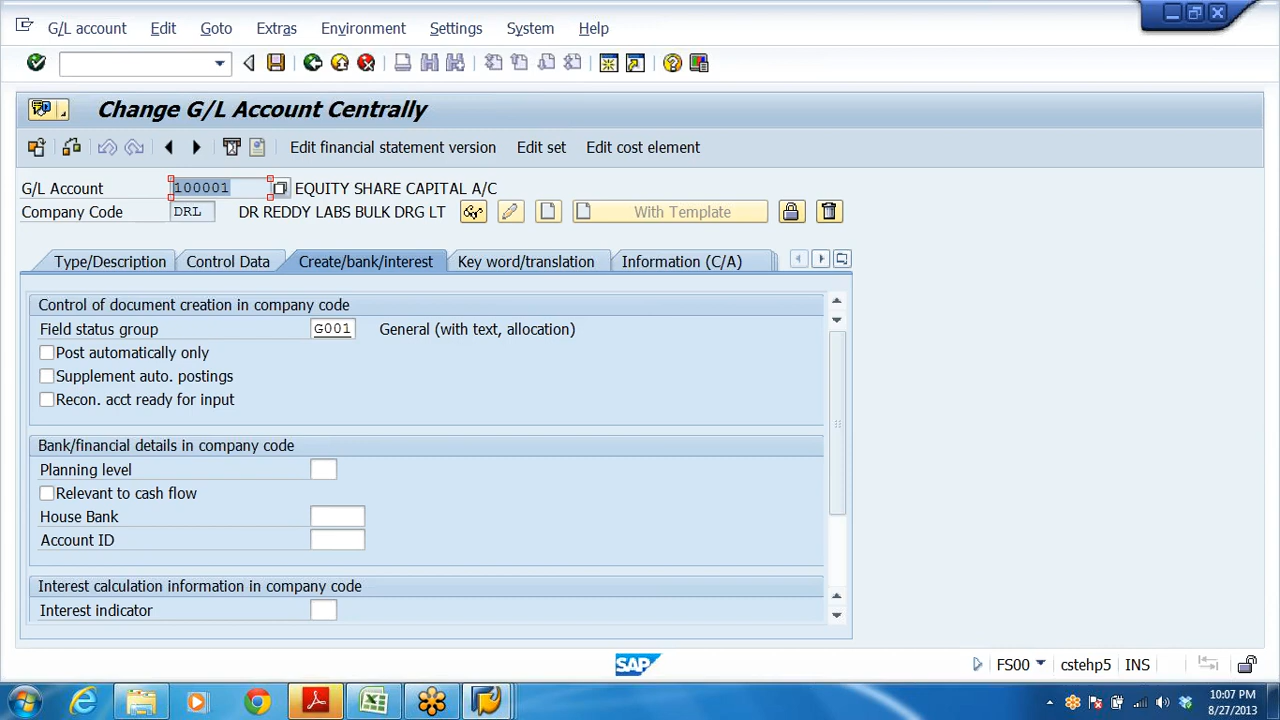 G/L account Edit Goto Extras Environment Settings System Help
Change G/L Account Centrally
Edit financial statement version Edit set Edit cost element
G/L Account 100001 EQUITY SHARE CAPITAL A/C
Company Code DRL DR REDDY LABS BULK DRG LT With Template
Type/Description Control Data Create/bank/interest Key word/translation Information (C/A)
Control of document creation in company code
Field status group G001 General (with text, allocation)
Post automatically only
Supplement auto. postings
Recon. acct ready for input
Bank/financial details in company code
Planning level
Relevant to cash flow
House Bank
Account ID
Interest calculation information in company code
Interest indicator
SAP FS00 cstehp5 INS
10:07 PM
8/27/2013